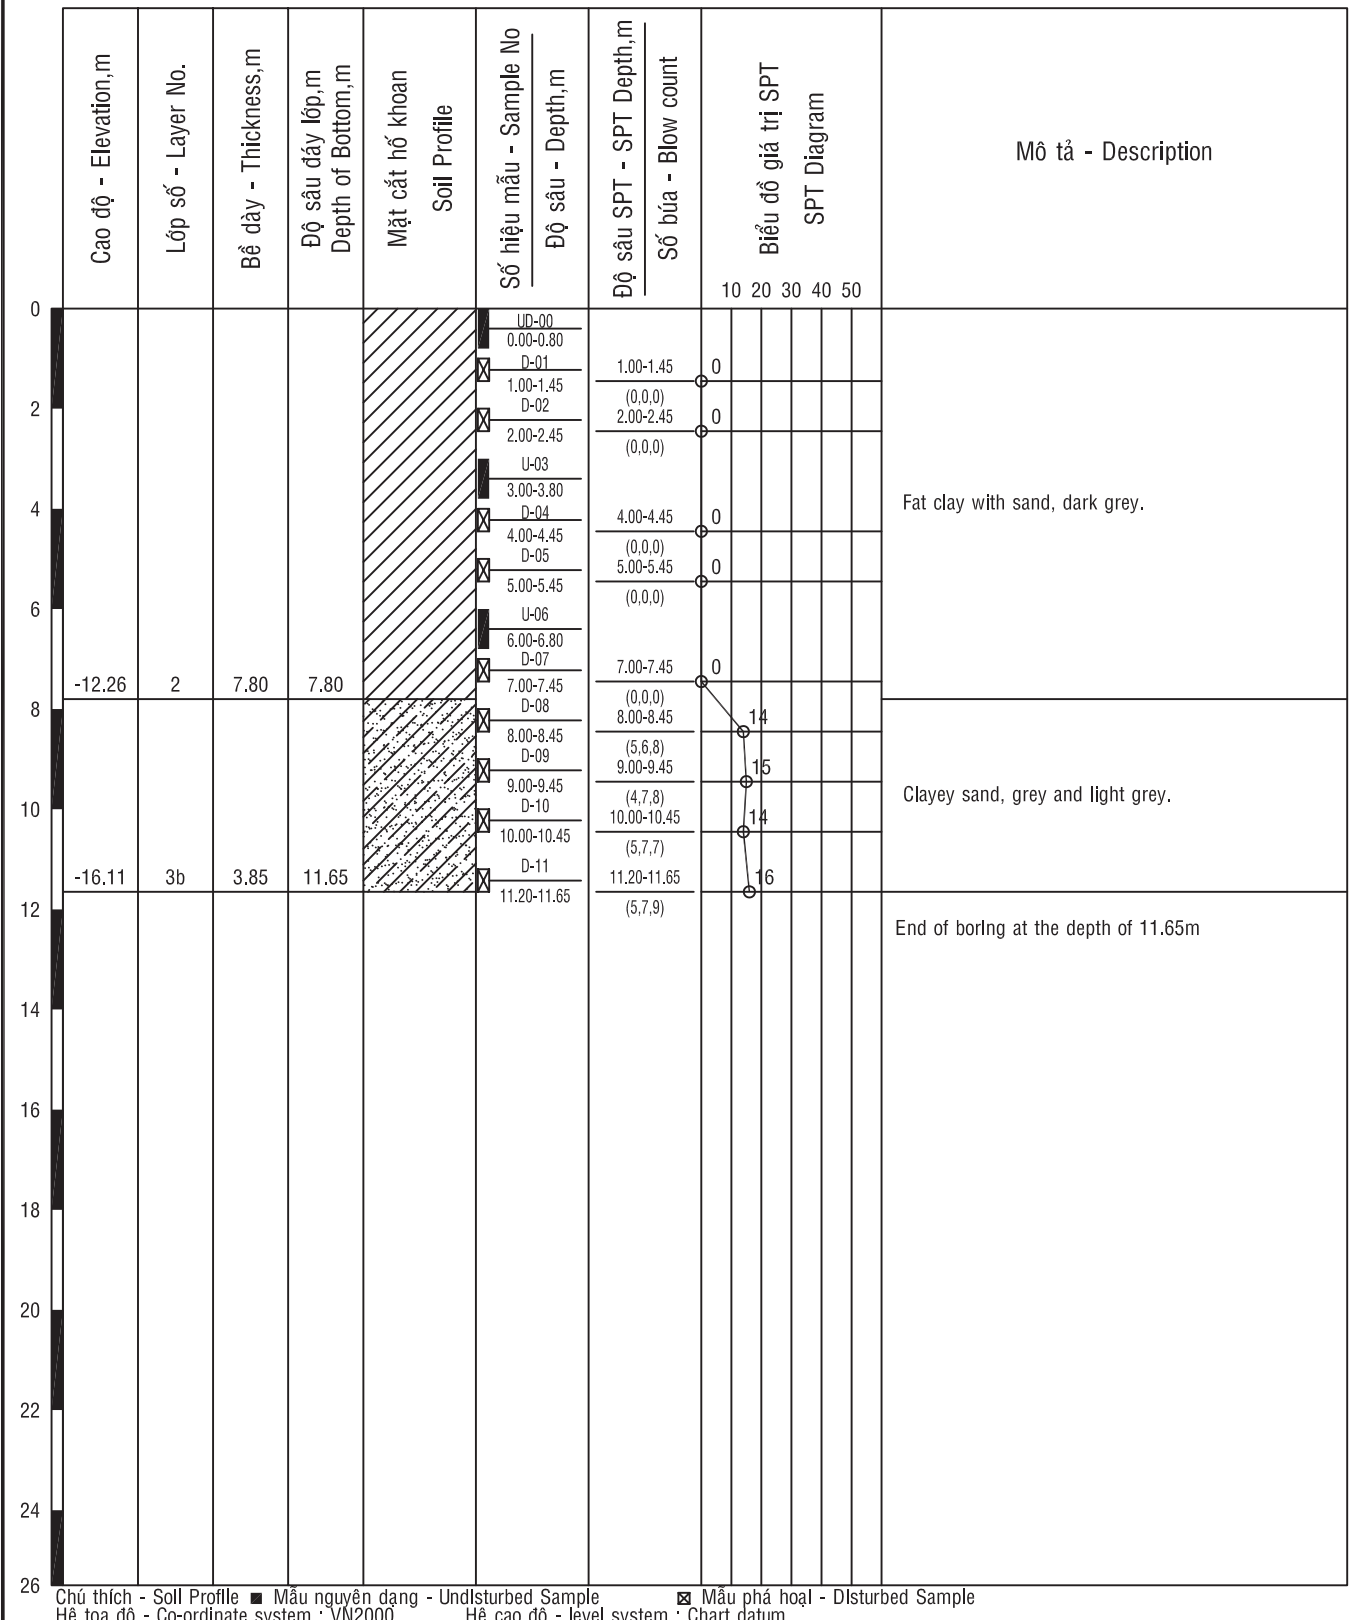 Cao độ - Elevation,m
Lớp số - Layer No.
Bề dày - Thickness,m
Độ sâu đáy lớp,m
Depth of Bottom,m
Mặt cắt hố khoan
Soil Profile
Số hiệu mẫu - Sample No
Độ sâu - Depth,m
Độ sâu SPT - SPT Depth,m
Số búa - Blow count
Biểu đồ giá trị SPT
SPT Diagram
10 20 30 40 50
Mô tả - Description
0
UD-00
0.00-0.80
D-01
1.00-1.45
1.00-1.45
(0,0,0)
0
2
D-02
2.00-2.45
2.00-2.45
(0,0,0)
0
U-03
3.00-3.80
4
D-04
4.00-4.45
4.00-4.45
(0,0,0)
0
Fat clay with sand, dark grey.
D-05
5.00-5.45
5.00-5.45
(0,0,0)
0
6
U-06
6.00-6.80
D-07
7.00-7.45
7.00-7.45
(0,0,0)
0
-12.26 2 7.80 7.80
8
D-08
8.00-8.45
8.00-8.45
(5,6,8)
14
D-09
9.00-9.45
9.00-9.45
(4,7,8)
15
Clayey sand, grey and light grey.
10
D-10
10.00-10.45
10.00-10.45
(5,7,7)
14
-16.11 3b 3.85 11.65
D-11
11.20-11.65
11.20-11.65
(5,7,9)
16
12
End of boring at the depth of 11.65m
14
16
18
20
22
24
26
Chú thích - Soil Profile Mẫu nguyên dạng - Undisturbed Sample Mẫu phá hoại - Disturbed Sample
Hệ tọa độ - Co-ordinate system : VN2000 Hệ cao độ - level system : Chart datum